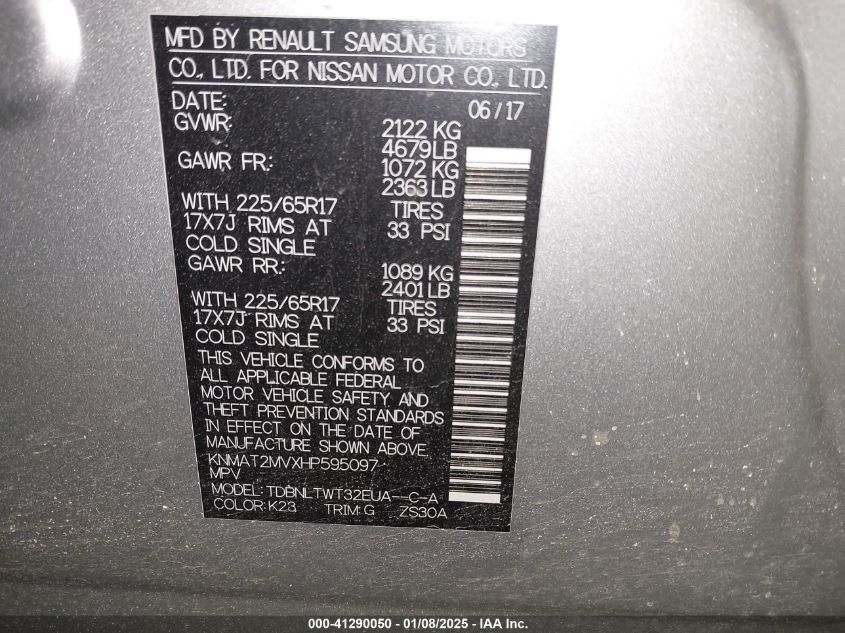 MFD BY RENAULT SAMSUNG MOTORS
CO., LTD. FOR NISSAN MOTOR CO., LTD.
DATE: 06/17
GVWR: 2122 KG
4679LB
GAWR FR: 1072 KG
2363LB
WITH 225/65R17 TIRES
17X7J RIMS AT 33 PSI
COLD SINGLE
GAWR RR: 1089 KG
2401LB
WITH 225/65R17 TIRES
17X7J RIMS AT 33 PSI
COLD SINGLE
THIS VEHICLE CONFORMS TO
ALL APPLICABLE FEDERAL
MOTOR VEHICLE SAFETY AND
THEFT PREVENTION STANDARDS
IN EFFECT ON THE DATE OF
MANUFACTURE SHOWN ABOVE.
KNMAT2MVXHP595097
MPV
MODEL: TDBNLTWT32EUA--C-A
COLOR: K23 TRIM: G ZS30A
000-41290050 - 01/08/2025 - IAA Inc.